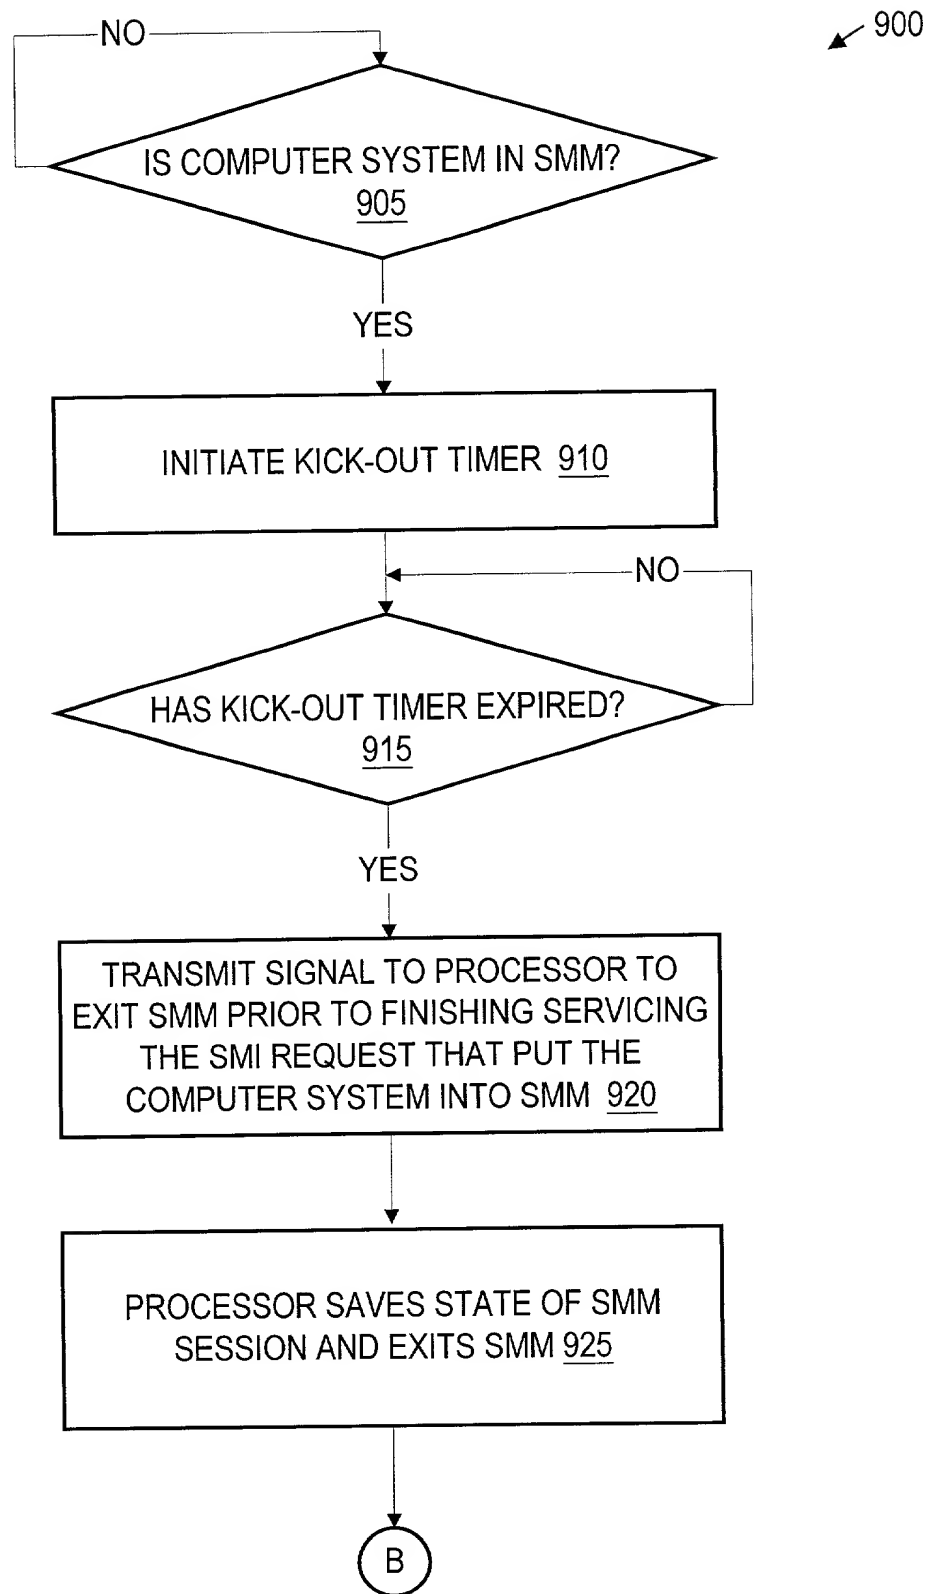 900
NO
IS COMPUTER SYSTEM IN SMM?
905
YES
INITIATE KICK-OUT TIMER 910
NO
HAS KICK-OUT TIMER EXPIRED?
915
YES
TRANSMIT SIGNAL TO PROCESSOR TO
EXIT SMM PRIOR TO FINISHING SERVICING
THE SMI REQUEST THAT PUT THE
COMPUTER SYSTEM INTO SMM 920
PROCESSOR SAVES STATE OF SMM
SESSION AND EXITS SMM 925
B